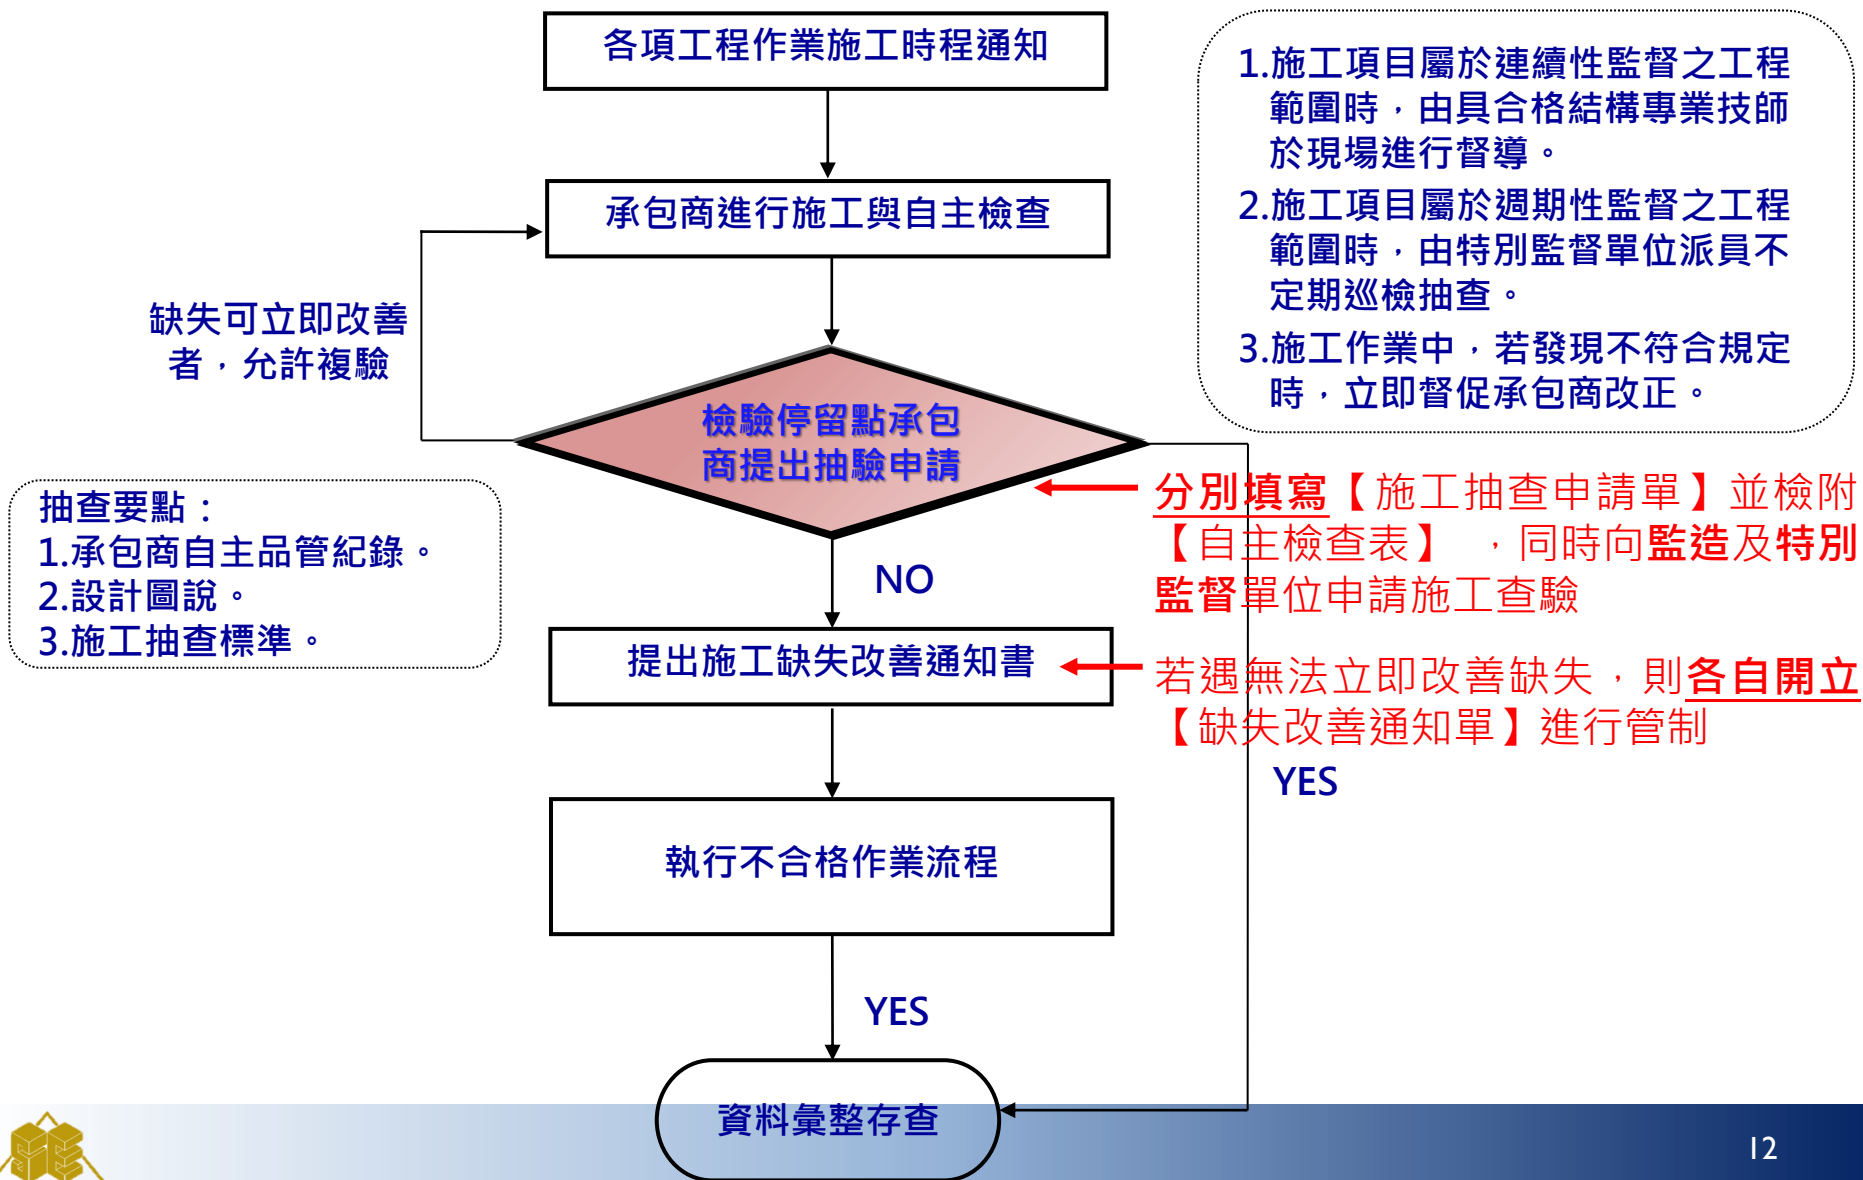 各項工程作業施工時程通知
1.施工項目屬於連續性監督之工程
範圍時，由具合格結構專業技師
於現場進行督導。
2.施工項目屬於週期性監督之工程
範圍時，由特別監督單位派員不
定期巡檢抽查。
3.施工作業中，若發現不符合規定
時，立即督促承包商改正。
承包商進行施工與自主檢查
缺失可立即改善
者，允許複驗
檢驗停留點承包
商提出抽驗申請
抽查要點：
1.承包商自主品管紀錄。
2.設計圖說。
3.施工抽查標準。
分別填寫【施工抽查申請單】並檢附
【自主檢查表】，同時向監造及特別
監督單位申請施工查驗
NO
提出施工缺失改善通知書
若遇無法立即改善缺失，則各自開立
【缺失改善通知單】進行管制
YES
執行不合格作業流程
YES
資料彙整存查
12